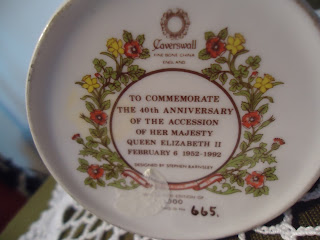 Caverswall
FINE BONE CHINA
ENGLAND
TO COMMEMORATE
THE 40th ANNIVERSARY
OF THE ACCESSION
OF HER MAJESTY
QUEEN ELIZABETH II
FEBRUARY 6 1952-1992
DESIGNED BY STEPHEN BARNSLEY
OF
000
665.